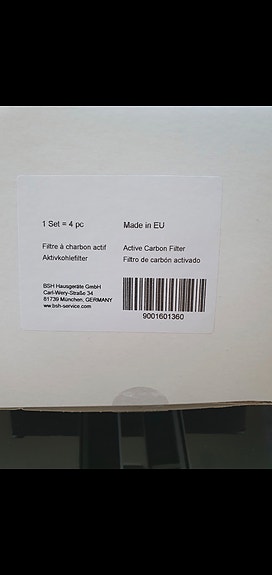 1 Set = 4 pc
Made in EU
Filtre à charbon actif
Active Carbon Filter
Aktivkohlefilter
Filtro de carbón activado
BSH Hausgeräte GmbH
Carl-Wery-Straße 34
81739 München, GERMANY
ww.bsh-service.com
9001601360